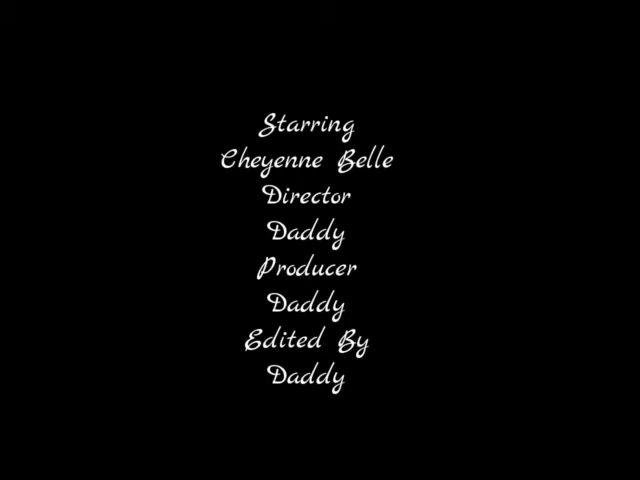 Starring
Cheyenne Belle
Director
Daddy
Producer
Daddy
Edited By
Daddy